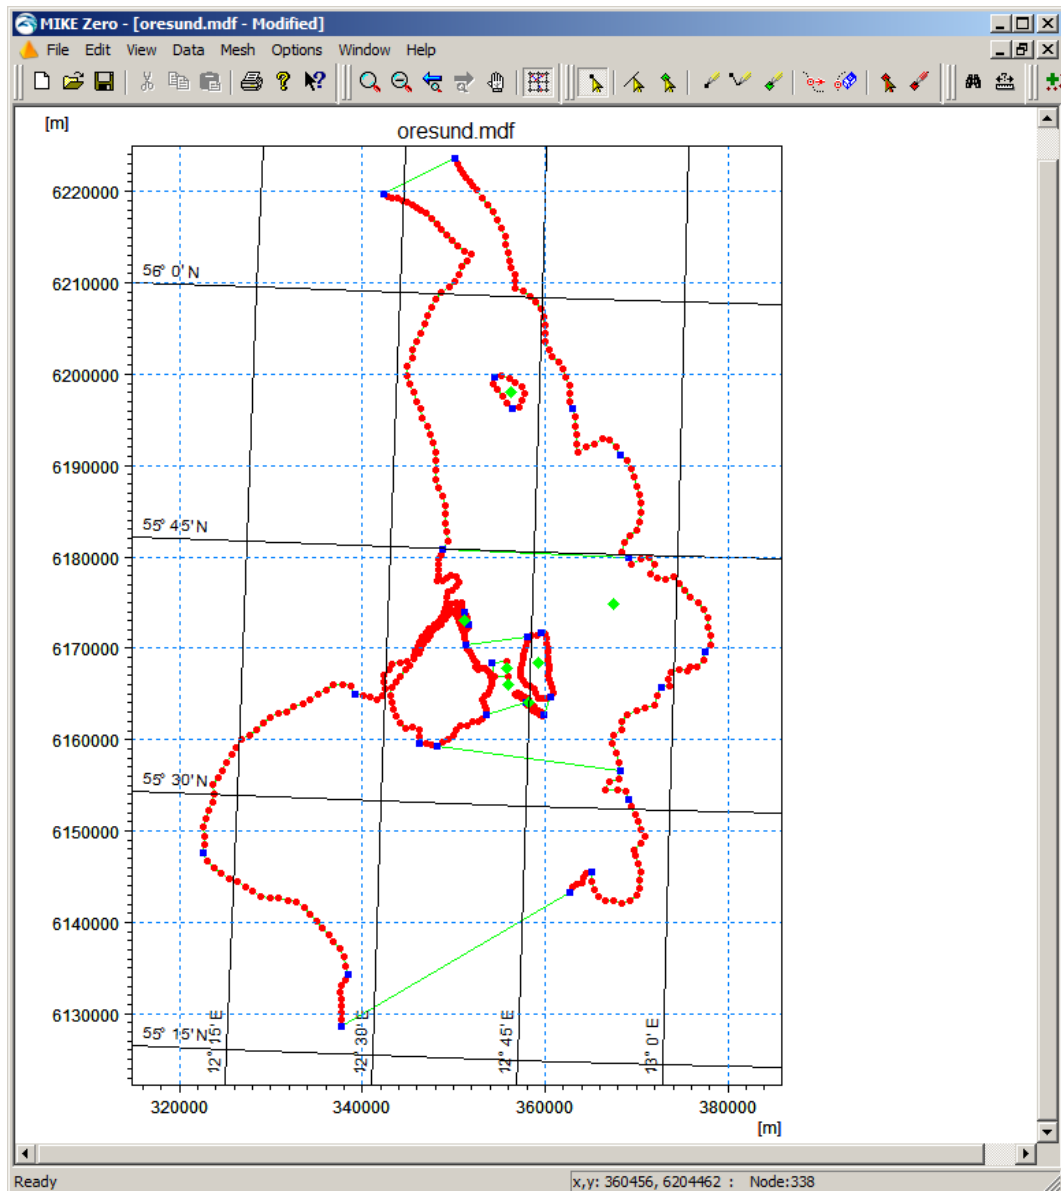 MIKE Zero - [oresund.mdf - Modified]
File Edit View Data Mesh Options Window Help
[m]
oresund.mdf
6220000
56° 0' N
6210000
6200000
6190000
55° 45' N
6180000
6170000
6160000
55° 30' N
6150000
6140000
6130000
55° 15' N
12° 15' E
12° 30' E
12° 45' E
13° 0' E
320000 340000 360000 380000
[m]
Ready x,y: 360456, 6204462 : Node:338